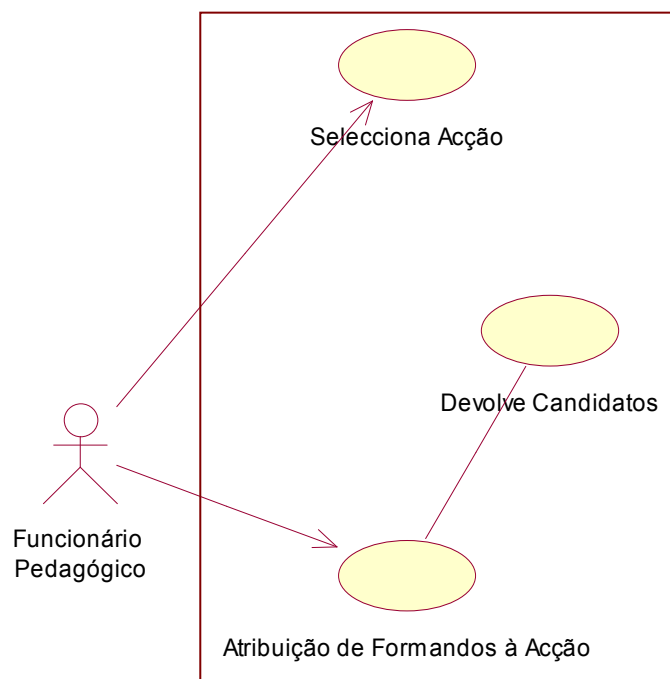 Selecciona Acção
Devolve Candidatos
Funcionário
Pedagógico
Atribuição de Formandos à Acção